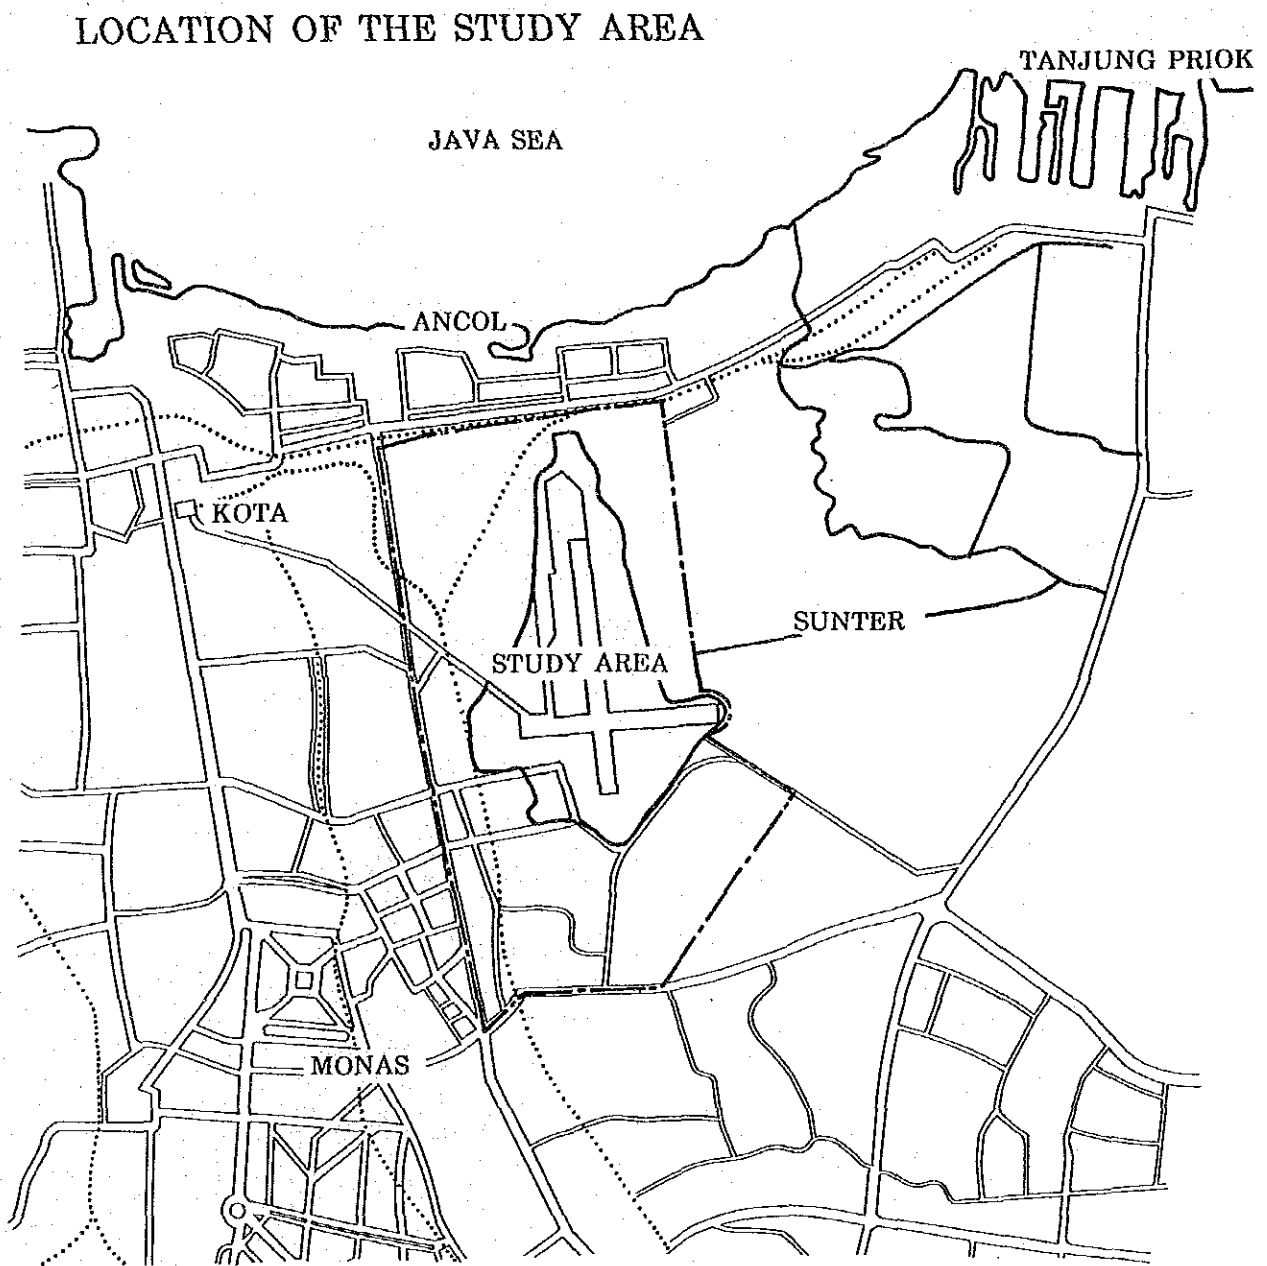 LOCATION OF THE STUDY AREA
TANJUNG PRIOK
JAVA SEA
ANCOL
KOTA
SUNTER
STUDY AREA
MONAS